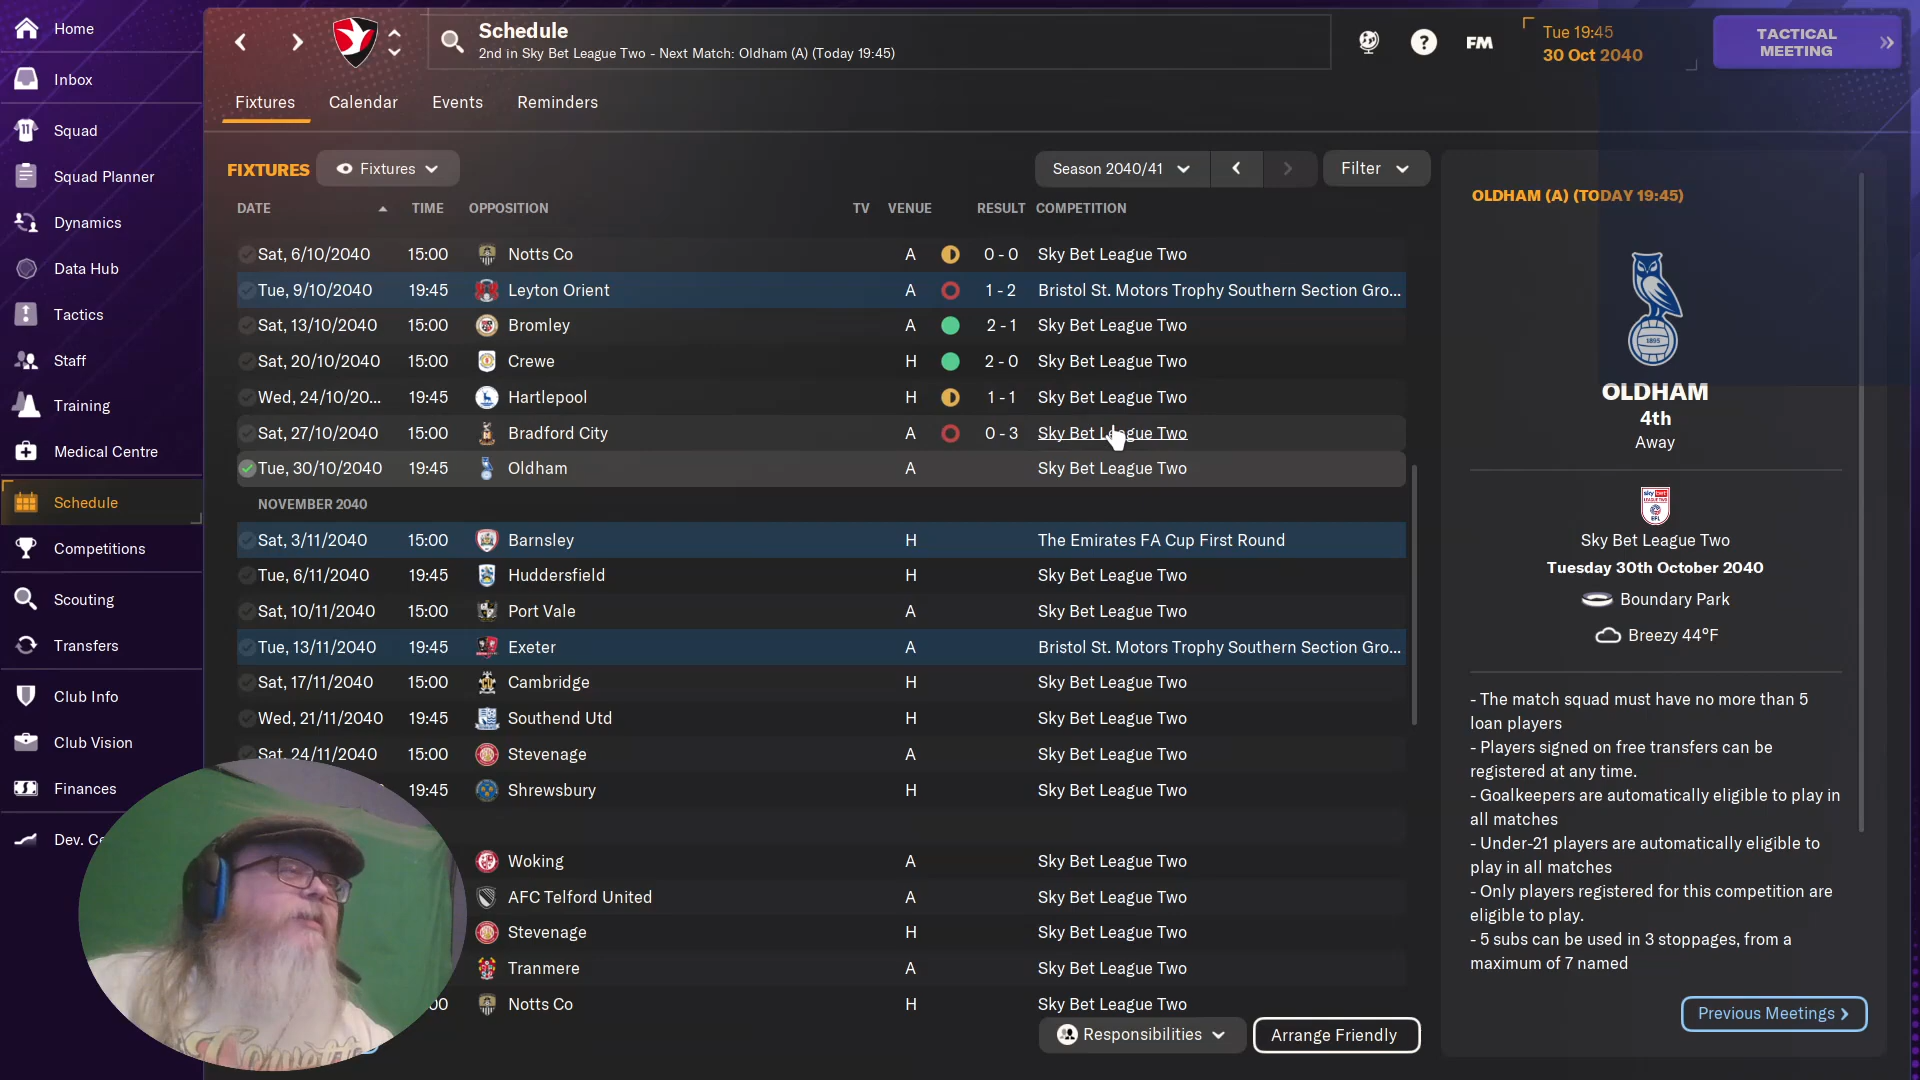 Home
Inbox
Squad
Squad Planner
Dynamics
Data Hub
Tactics
Staff
Training
Medical Centre
Schedule
Competitions
Scouting
Transfers
Club Info
Club Vision
Finances
Dev. Ce
Schedule
2nd in Sky Bet League Two - Next Match: Oldham (A) (Today 19:45)
FM
Tue 19:45
30 Oct 2040
TACTICAL MEETING
Fixtures Calendar Events Reminders
FIXTURES Fixtures Season 2040/41 Filter
DATE TIME OPPOSITION TV VENUE RESULT COMPETITION
Sat, 6/10/2040 15:00 Notts Co A 0 - 0 Sky Bet League Two
Tue, 9/10/2040 19:45 Leyton Orient A 1 - 2 Bristol St. Motors Trophy Southern Section Gro...
Sat, 13/10/2040 15:00 Bromley A 2 - 1 Sky Bet League Two
Sat, 20/10/2040 15:00 Crewe H 2 - 0 Sky Bet League Two
Wed, 24/10/20... 19:45 Hartlepool H 1 - 1 Sky Bet League Two
Sat, 27/10/2040 15:00 Bradford City A 0 - 3 Sky Bet League Two
Tue, 30/10/2040 19:45 Oldham A Sky Bet League Two
NOVEMBER 2040
Sat, 3/11/2040 15:00 Barnsley H The Emirates FA Cup First Round
Tue, 6/11/2040 19:45 Huddersfield H Sky Bet League Two
Sat, 10/11/2040 15:00 Port Vale A Sky Bet League Two
Tue, 13/11/2040 19:45 Exeter A Bristol St. Motors Trophy Southern Section Gro...
Sat, 17/11/2040 15:00 Cambridge H Sky Bet League Two
Wed, 21/11/2040 19:45 Southend Utd H Sky Bet League Two
Sat, 24/11/2040 15:00 Stevenage A Sky Bet League Two
19:45 Shrewsbury H Sky Bet League Two
Woking A Sky Bet League Two
AFC Telford United A Sky Bet League Two
Stevenage H Sky Bet League Two
Tranmere A Sky Bet League Two
00 Notts Co H Sky Bet League Two
Responsibilities Arrange Friendly
OLDHAM (A) (TODAY 19:45)
1895
OLDHAM
4th
Away
sky bet
EFL
Sky Bet League Two
Tuesday 30th October 2040
Boundary Park
Breezy 44°F
- The match squad must have no more than 5
loan players
- Players signed on free transfers can be
registered at any time.
- Goalkeepers are automatically eligible to play in
all matches
- Under-21 players are automatically eligible to
play in all matches
- Only players registered for this competition are
eligible to play.
- 5 subs can be used in 3 stoppages, from a
maximum of 7 named
Previous Meetings